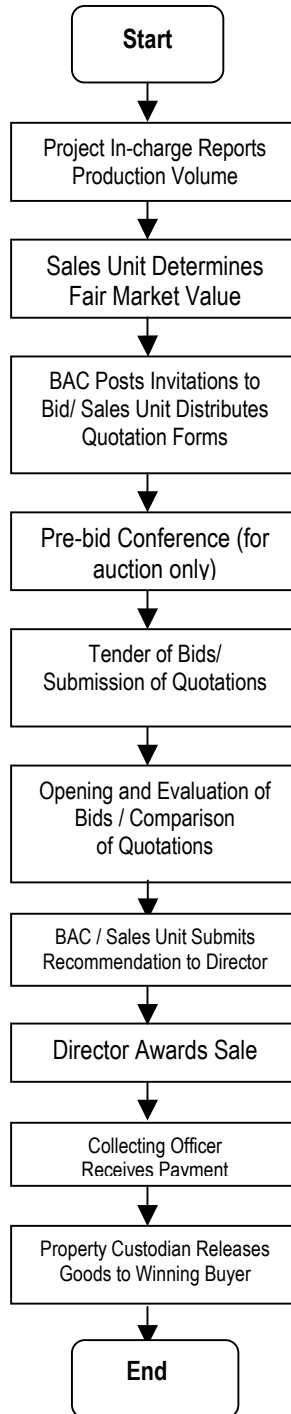 Start
Project In-charge Reports
Production Volume
Sales Unit Determines
Fair Market Value
BAC Posts Invitations to
Bid/ Sales Unit Distributes
Quotation Forms
Pre-bid Conference (for
auction only)
Tender of Bids/
Submission of Quotations
Opening and Evaluation of
Bids / Comparison
of Quotations
BAC / Sales Unit Submits
Recommendation to Director
Director Awards Sale
Collecting Officer
Receives Payment
Property Custodian Releases
Goods to Winning Buyer
End